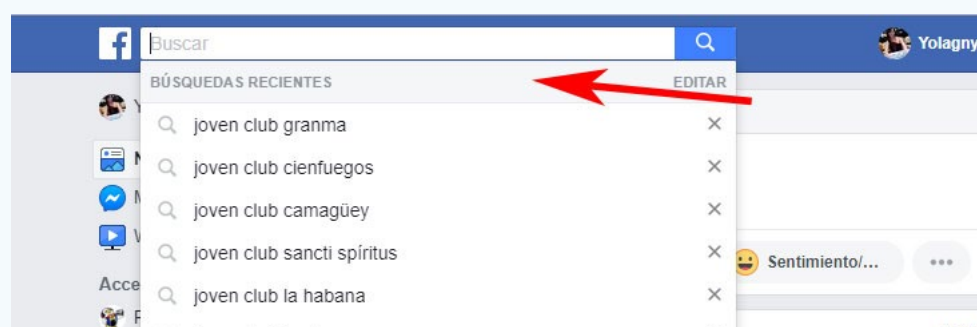 f Buscar
Yolagny
BÚSQUEDAS RECIENTES EDITAR
joven club granma
joven club cienfuegos
joven club camagüey
joven club sancti spíritus
Sentimiento/...
Acce
joven club la habana